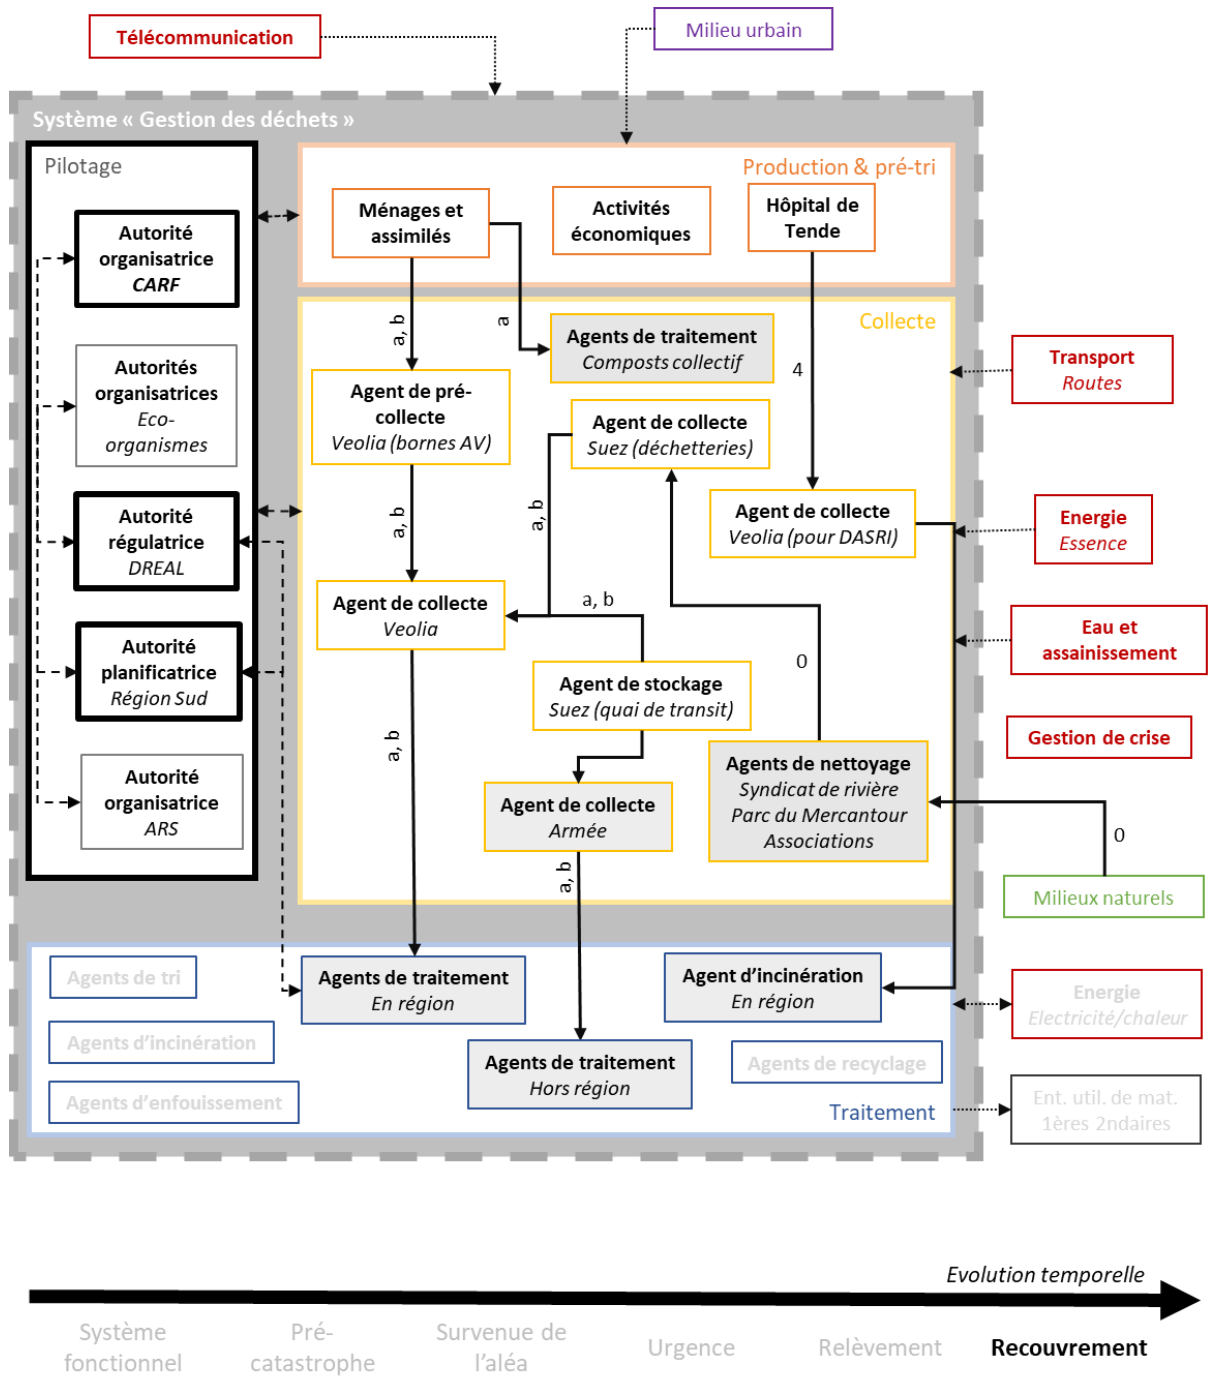 Télécommunication
Milieu urbain
Système « Gestion des déchets »
Pilotage
Autorité
organisatrice
CARF
Autorités
organisatrices
Eco-
organismes
Autorité
régulatrice
DREAL
Autorité
planificatrice
Région Sud
Autorité
organisatrice
ARS
Production & pré-tri
Ménages et
assimilés
Activités
économiques
Hôpital de
Tende
a, b
a
4
Collecte
Agents de traitement
Composts collectif
Agent de pré-
collecte
Veolia (bornes AV)
Agent de collecte
Suez (déchetteries)
Agent de collecte
Veolia (pour DASRI)
a, b
a, b
Agent de collecte
Veolia
a, b
0
Agent de stockage
Suez (quai de transit)
a, b
Agents de nettoyage
Syndicat de rivière
Parc du Mercantour
Associations
Agent de collecte
Armée
a, b
Transport
Routes
Energie
Essence
Eau et
assainissement
Gestion de crise
0
Milieux naturels
Agents de tri
Agents d'incinération
Agents d'enfouissement
Agents de traitement
En région
Agent d'incinération
En région
Agents de traitement
Hors région
Agents de recyclage
Traitement
Energie
Electricité/chaleur
Ent. util. de mat.
1ères 2ndaires
Evolution temporelle
Système
fonctionnel
Pré-
catastrophe
Survenue de
l'aléa
Urgence
Relèvement
Recouvrement